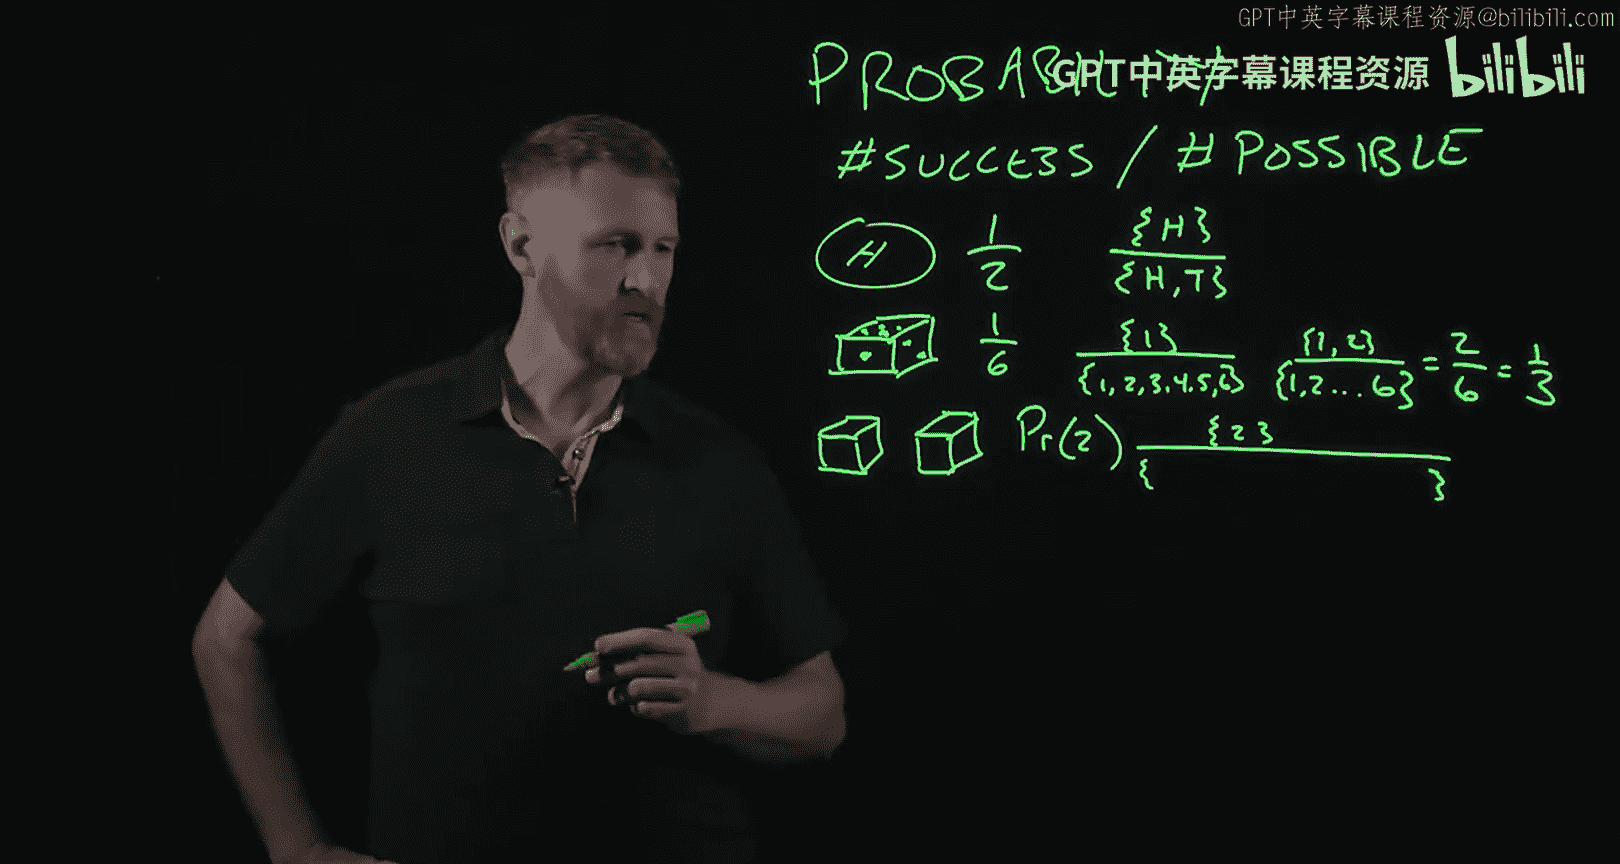 GPT中英字幕课程资源@bilibili.com
PROBABILITY
GPT中英字幕课程资源 bilibili
#SUCCESS / # POSSIBLE
H 1/2 {H}/{H,T}
1/6 {1}/{1,2,3,4,5,6} {1,2}/{1,2...6} = 2/6 = 1/3
Pr(2) {2}/{ }